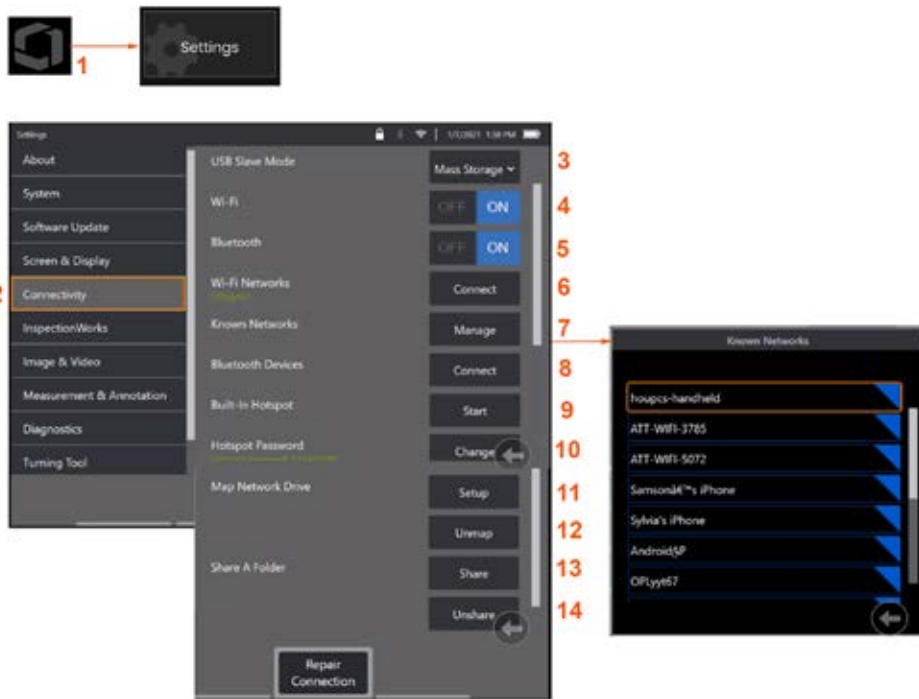 1
Settings
Settings
1:38 PM
About
System
Software Update
Screen & Display
2
Connectivity
InspectionWorks
Image & Video
Measurement & Annotation
Diagnostics
Turning Tool
USB Slave Mode
Mass Storage
3
Wi-Fi
OFF ON
4
Bluetooth
OFF ON
5
Wi-Fi Networks
Connect
6
Known Networks
Manage
7
Bluetooth Devices
Connect
8
Built-In Hotspot
Start
9
Hotspot Password
Change
10
Map Network Drive
Setup
11
Unmap
12
Share A Folder
Share
13
Unshare
14
Repair
Connection
Known Networks
houpcs-handheld
ATT-WIFI-3785
ATT-WIFI-5072
Samsonâ€™s iPhone
Sylvia's iPhone
OPLyyt67